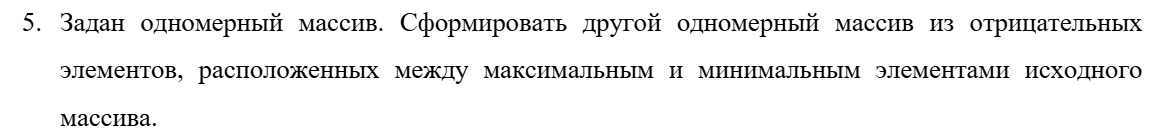 5. Задан одномерный массив. Сформировать другой одномерный массив из отрицательных
элементов, расположенных между максимальным и минимальным элементами исходного
массива.